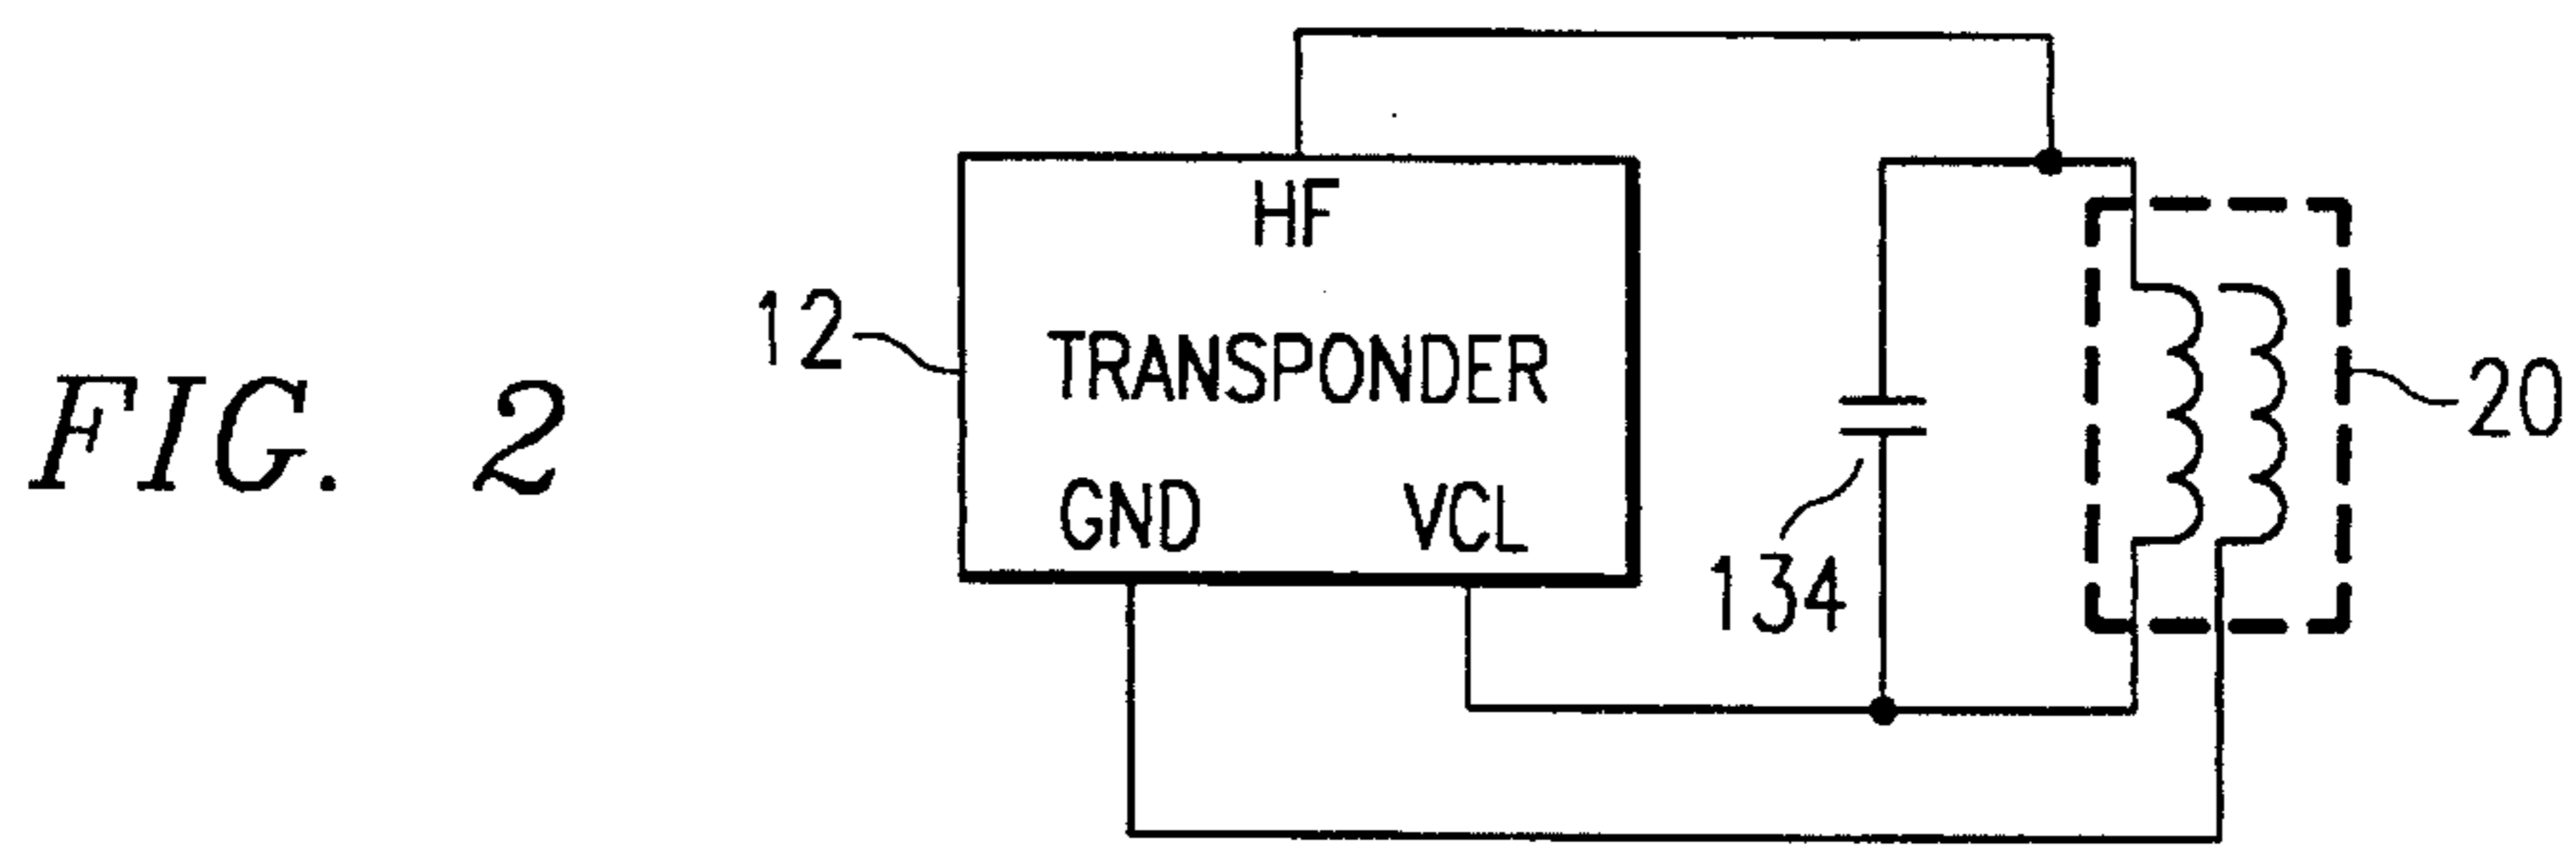 HF
12
TRANSPONDER
20
FIG. 2
GND VCL
134